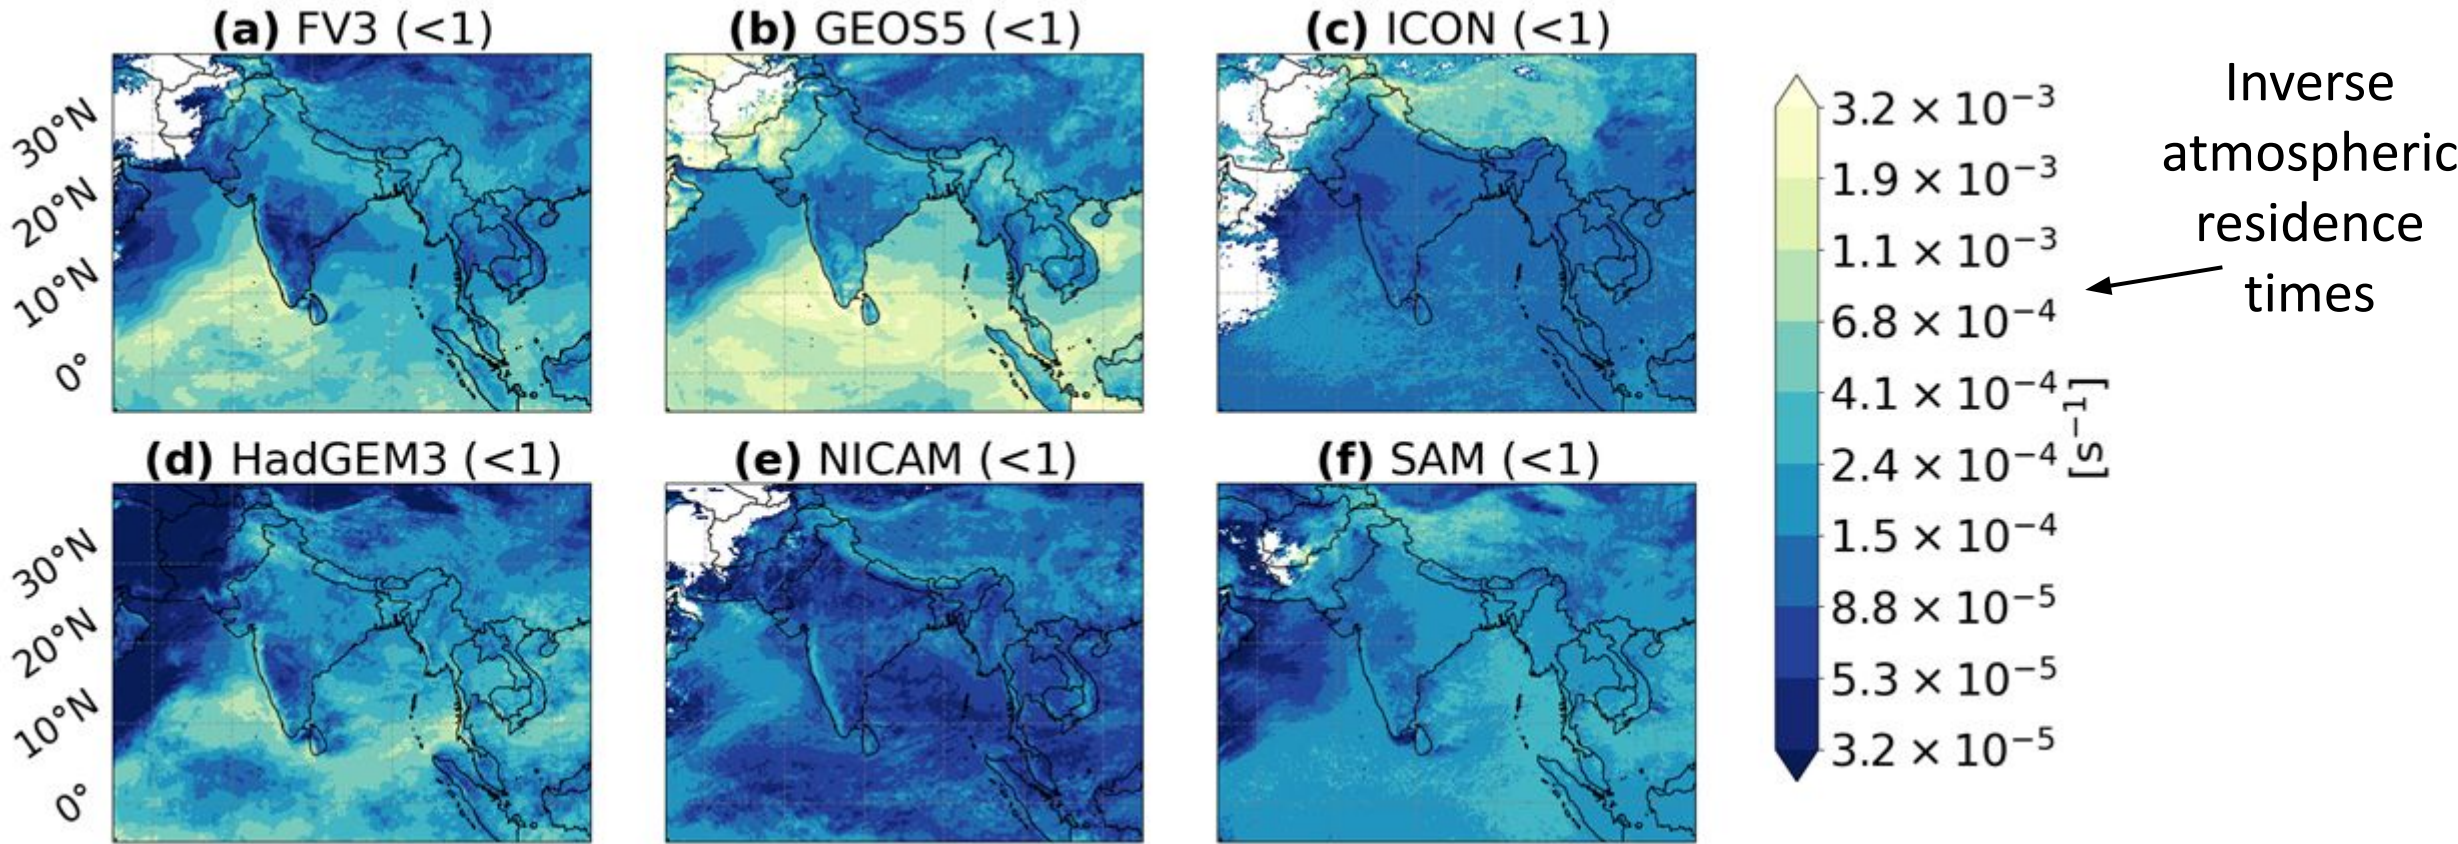 (a) FV3 (<1)
(b) GEOS5 (<1)
(c) ICON (<1)
30°N
20°N
10°N
0°
(d) HadGEM3 (<1)
(e) NICAM (<1)
(f) SAM (<1)
30°N
20°N
10°N
0°
3.2 × 10⁻³
1.9 × 10⁻³
1.1 × 10⁻³
6.8 × 10⁻⁴
4.1 × 10⁻⁴
2.4 × 10⁻⁴
1.5 × 10⁻⁴
8.8 × 10⁻⁵
5.3 × 10⁻⁵
3.2 × 10⁻⁵
[s⁻¹]
Inverse
atmospheric
residence
times